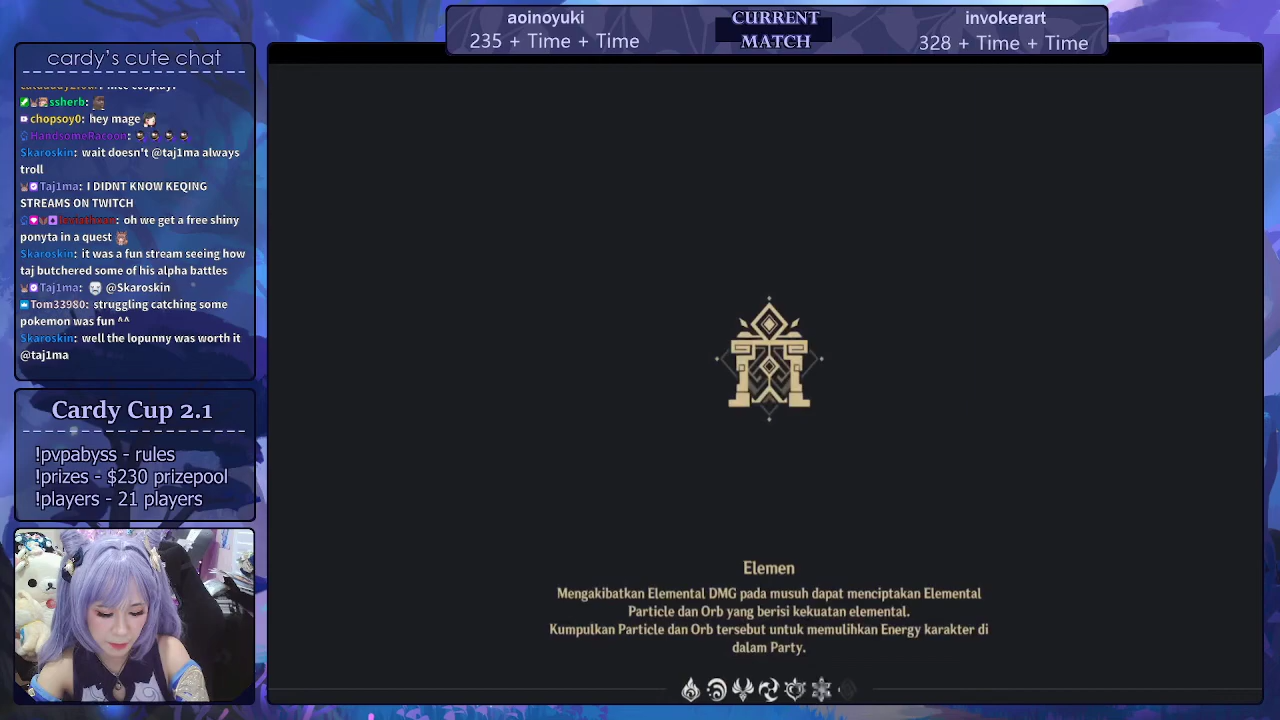 aoinoyuki
235 + Time + Time
CURRENT
MATCH
invokerart
328 + Time + Time
cardy's cute chat
ssherb:
chopsoy0: hey mage
HandsomeRacoon:
Skaroskin: wait doesn't @taj1ma always
troll
Taj1ma: I DIDNT KNOW KEQING
STREAMS ON TWITCH
oh we get a free shiny
ponyta in a quest
Skaroskin: it was a fun stream seeing how
taj butchered some of his alpha battles
Taj1ma: @Skaroskin
Tom33980: struggling catching some
pokemon was fun ^^
Skaroskin: well the lopunny was worth it
@taj1ma
Cardy Cup 2.1
!pvpabyss - rules
!prizes - $230 prizepool
!players - 21 players
Elemen
Mengakibatkan Elemental DMG pada musuh dapat menciptakan Elemental
Particle dan Orb yang berisi kekuatan elemental.
Kumpulkan Particle dan Orb tersebut untuk memulihkan Energy karakter di
dalam Party.